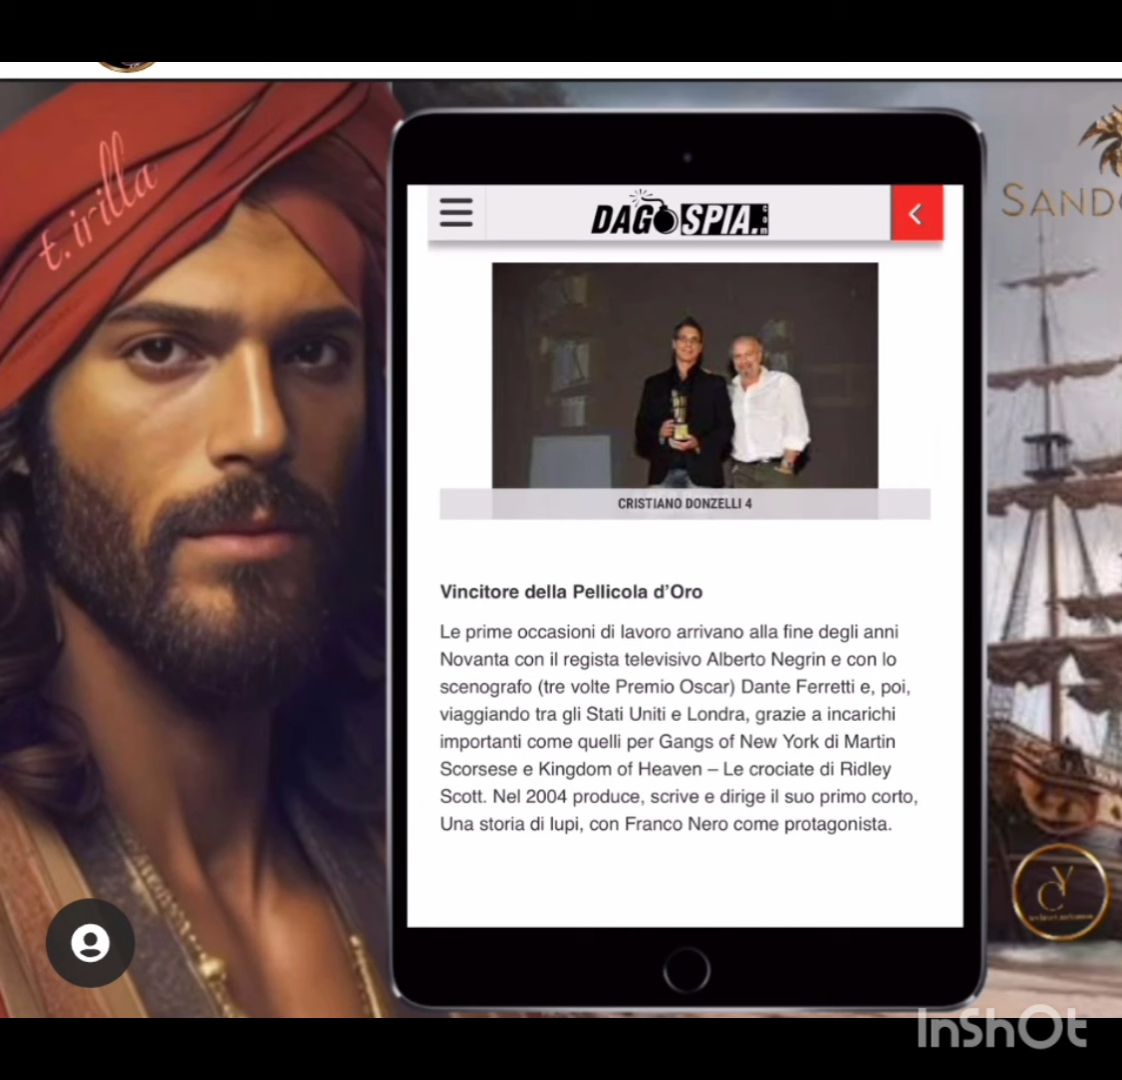 t. irilla
DAGOSPIA.com
SAND
CRISTIANO DONZELLI 4
Vincitore della Pellicola d'Oro
Le prime occasioni di lavoro arrivano alla fine degli anni
Novanta con il regista televisivo Alberto Negrin e con lo
scenografo (tre volte Premio Oscar) Dante Ferretti e, poi,
viaggiando tra gli Stati Uniti e Londra, grazie a incarichi
importanti come quelli per Gangs of New York di Martin
Scorsese e Kingdom of Heaven – Le crociate di Ridley
Scott. Nel 2004 produce, scrive e dirige il suo primo corto,
Una storia di lupi, con Franco Nero come protagonista.
CY
InShOt